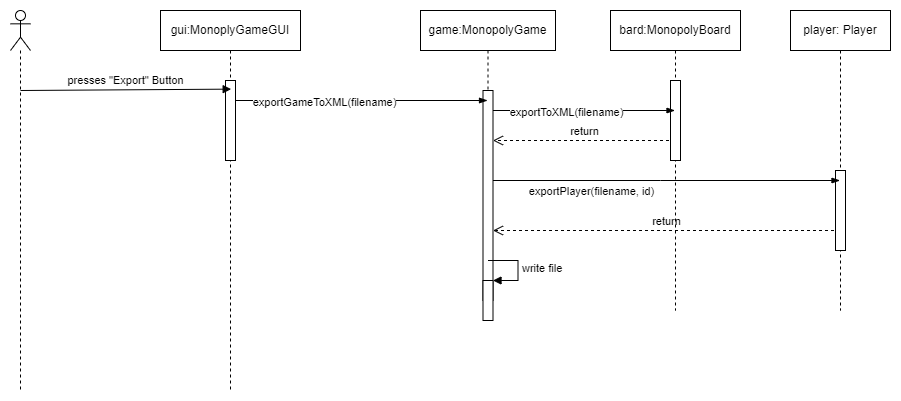 gui:MonoplyGameGUI
game:MonopolyGame
bard:MonopolyBoard
player: Player
presses "Export" Button
exportGameToXML(filename)
exportToXML(filename)
return
exportPlayer(filename, id)
return
write file